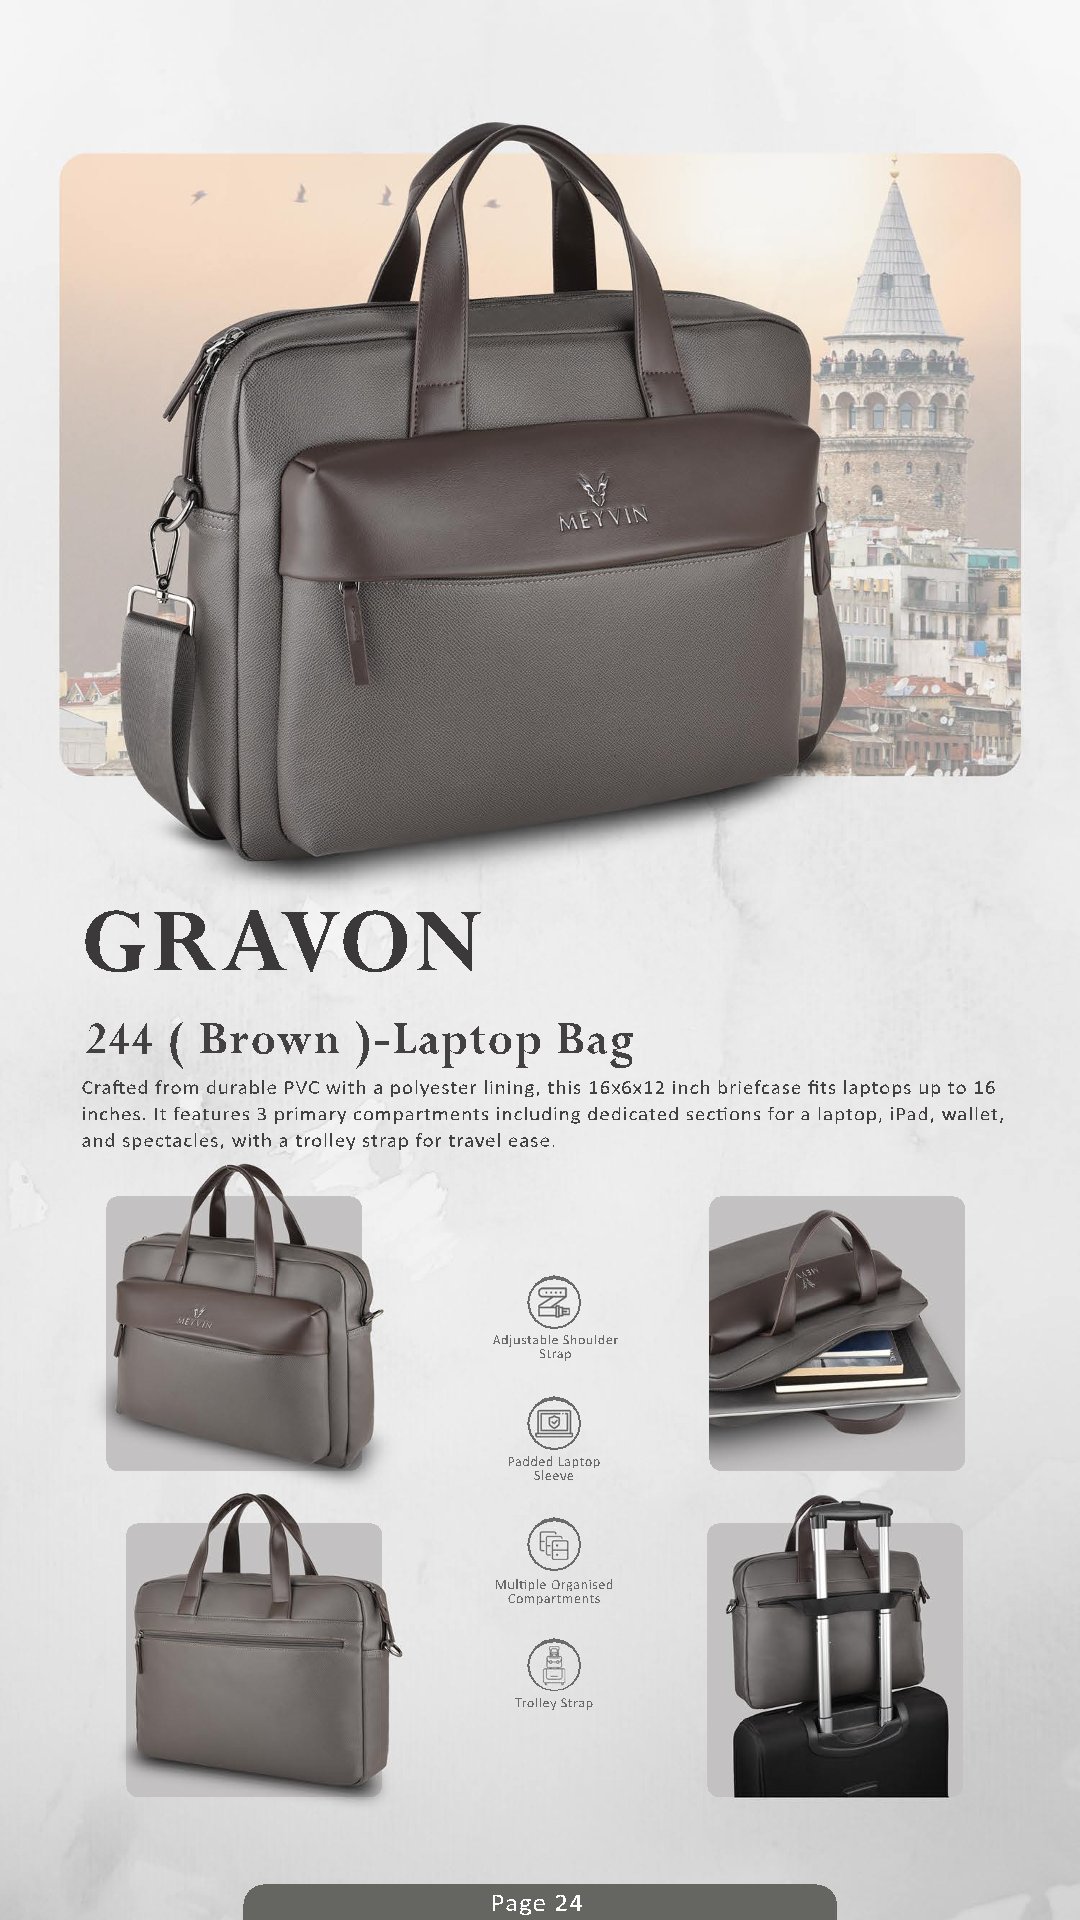 MEYVIN
GRAVON
244 ( Brown )-Laptop Bag
Crafted from durable PVC with a polyester lining, this 16x6x12 inch briefcase fits laptops up to 16
inches. It features 3 primary compartments including dedicated sections for a laptop, iPad, wallet,
and spectacles, with a trolley strap for travel ease.
MEYVIN
MEYVIN
Adjustable Shoulder
Strap
Padded Laptop
Sleeve
Multiple Organised
Compartments
Trolley Strap
Page 24